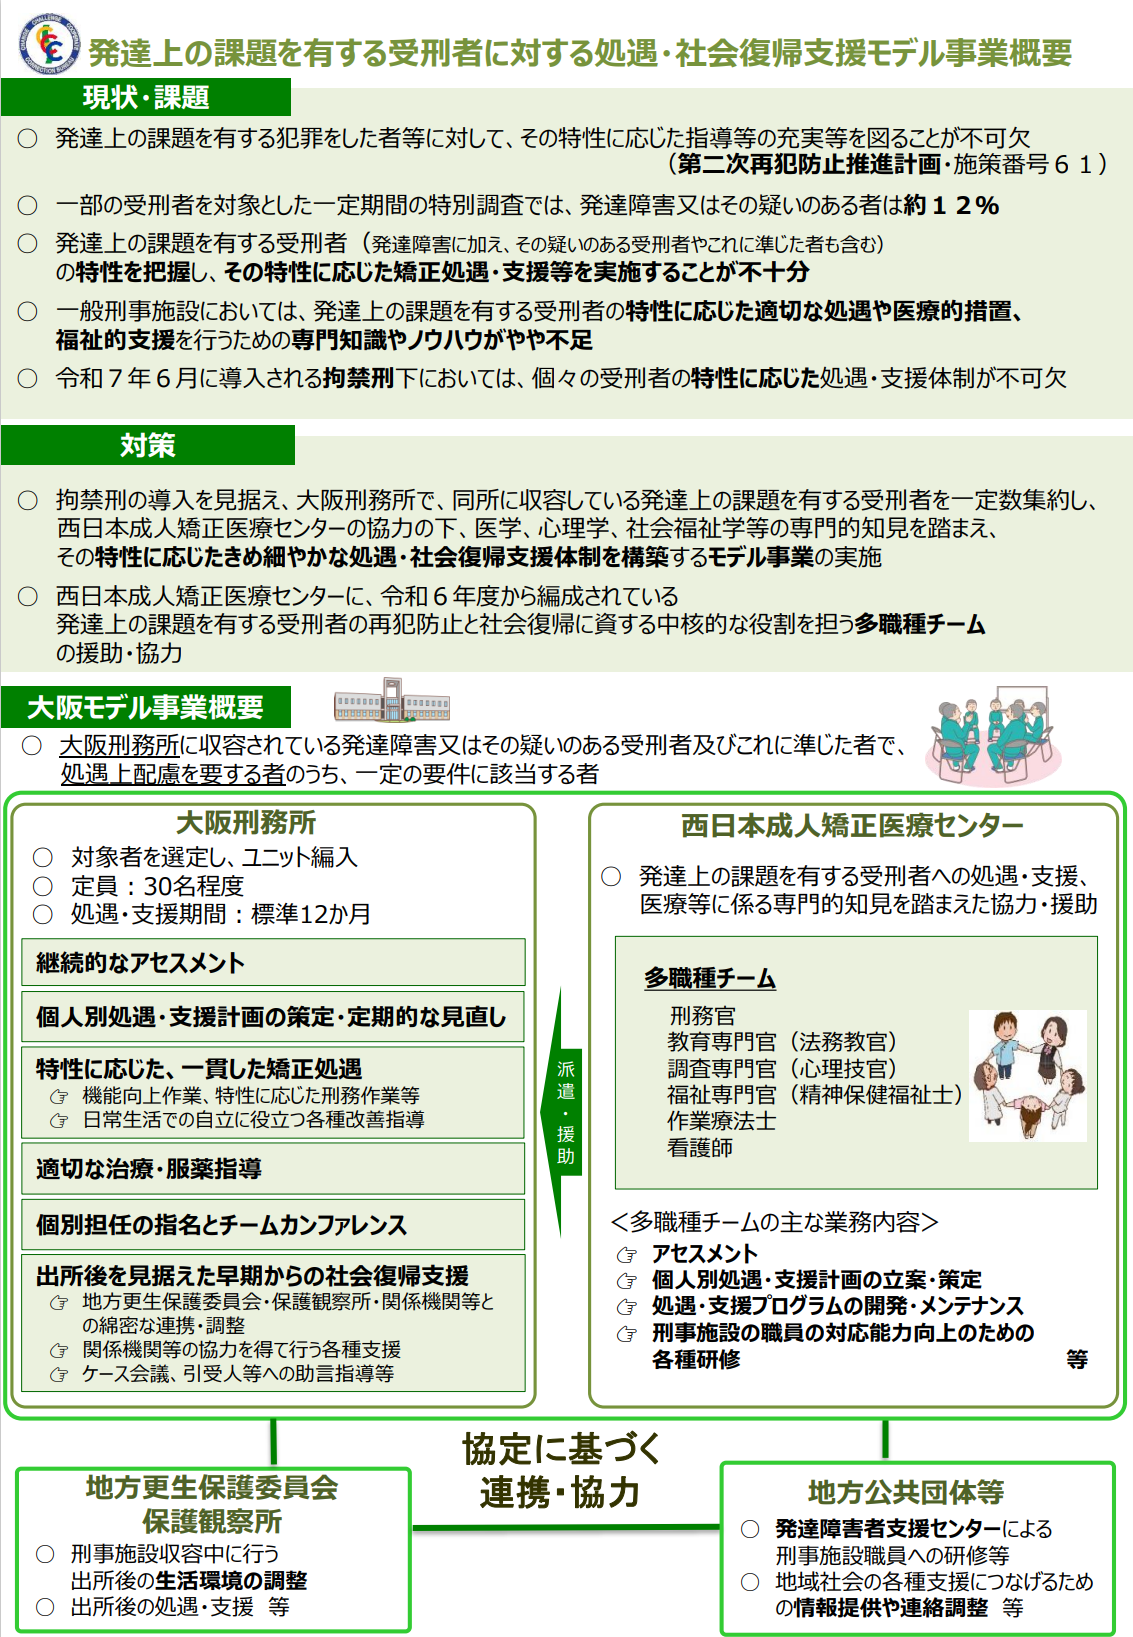 発達上の課題を有する受刑者に対する処遇・社会復帰支援モデル事業概要
現状・課題
○ 発達上の課題を有する犯罪をした者等に対して、その特性に応じた指導等の充実等を図ることが不可欠
（第二次再犯防止推進計画・施策番号６１）
○ 一部の受刑者を対象とした一定期間の特別調査では、発達障害又はその疑いのある者は約１２％
○ 発達上の課題を有する受刑者（発達障害に加え、その疑いのある受刑者やこれに準じた者も含む）
の特性を把握し、その特性に応じた矯正処遇・支援等を実施することが不十分
○ 一般刑事施設においては、発達上の課題を有する受刑者の特性に応じた適切な処遇や医療的措置、
福祉的支援を行うための専門知識やノウハウがやや不足
○ 令和７年６月に導入される拘禁刑下においては、個々の受刑者の特性に応じた処遇・支援体制が不可欠
対策
○ 拘禁刑の導入を見据え、大阪刑務所で、同所に収容している発達上の課題を有する受刑者を一定数集約し、
西日本成人矯正医療センターの協力の下、医学、心理学、社会福祉学等の専門的知見を踏まえ、
その特性に応じたきめ細やかな処遇・社会復帰支援体制を構築するモデル事業の実施
○ 西日本成人矯正医療センターに、令和６年度から編成されている
発達上の課題を有する受刑者の再犯防止と社会復帰に資する中核的な役割を担う多職種チーム
の援助・協力
大阪モデル事業概要
○ 大阪刑務所に収容されている発達障害又はその疑いのある受刑者及びこれに準じた者で、
処遇上配慮を要する者のうち、一定の要件に該当する者
大阪刑務所
○ 対象者を選定し、ユニット編入
○ 定員：30名程度
○ 処遇・支援期間：標準12か月
継続的なアセスメント
個人別処遇・支援計画の策定・定期的な見直し
特性に応じた、一貫した矯正処遇
☞ 機能向上作業、特性に応じた刑務作業等
☞ 日常生活での自立に役立つ各種改善指導
適切な治療・服薬指導
個別担任の指名とチームカンファレンス
出所後を見据えた早期からの社会復帰支援
☞ 地方更生保護委員会・保護観察所・関係機関等と
の綿密な連携・調整
☞ 関係機関等の協力を得て行う各種支援
☞ ケース会議、引受人等への助言指導等
派遣・援助
西日本成人矯正医療センター
○ 発達上の課題を有する受刑者への処遇・支援、
医療等に係る専門的知見を踏まえた協力・援助
多職種チーム
刑務官
教育専門官（法務教官）
調査専門官（心理技官）
福祉専門官（精神保健福祉士）
作業療法士
看護師
＜多職種チームの主な業務内容＞
☞ アセスメント
☞ 個人別処遇・支援計画の立案・策定
☞ 処遇・支援プログラムの開発・メンテナンス
☞ 刑事施設の職員の対応能力向上のための
各種研修 等
協定に基づく
連携・協力
地方更生保護委員会
保護観察所
○ 刑事施設収容中に行う
出所後の生活環境の調整
○ 出所後の処遇・支援 等
地方公共団体等
○ 発達障害者支援センターによる
刑事施設職員への研修等
○ 地域社会の各種支援につなげるため
の情報提供や連絡調整 等